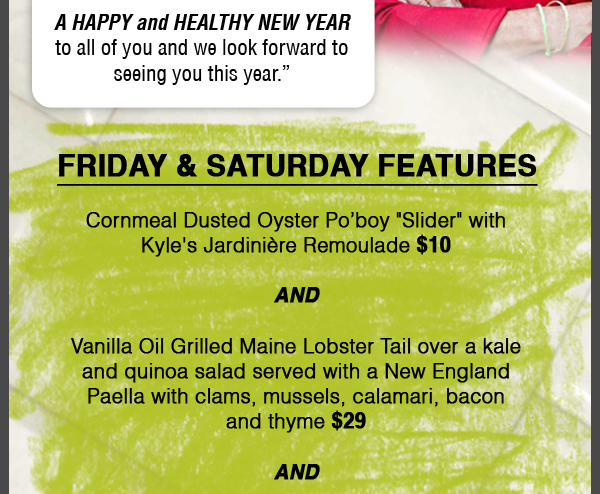 A HAPPY and HEALTHY NEW YEAR
to all of you and we look forward to
seeing you this year.”
FRIDAY & SATURDAY FEATURES
Cornmeal Dusted Oyster Po’boy "Slider" with
Kyle's Jardinière Remoulade $10
AND
Vanilla Oil Grilled Maine Lobster Tail over a kale
and quinoa salad served with a New England
Paella with clams, mussels, calamari, bacon
and thyme $29
AND